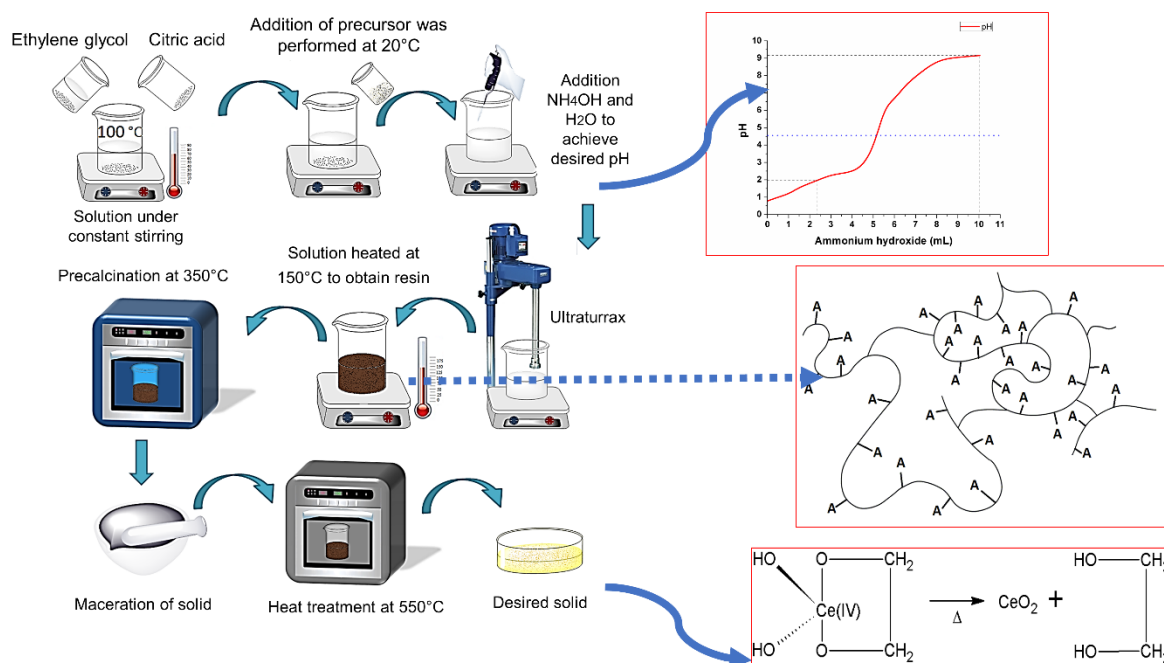 Ethylene glycol
Citric acid
100 °C
Solution under
constant stirring
Addition of precursor was
performed at 20°C
Addition
NH4OH and
H2O to
achieve
desired pH
pH
10
9
8
7
6
5
4
3
2
1
0
pH
0 1 2 3 4 5 6 7 8 9 10 11
Ammonium hydroxide (mL)
Ultraturrax
Solution heated at
150°C to obtain resin
Precalcination at 350°C
A A A A A A A A A A A A A A A A A A A A A A A A A A
Maceration of solid
Heat treatment at 550°C
Desired solid
HO O CH₂ HO CH₂
Ce(IV) Δ CeO₂ +
HO O CH₂ HO CH₂